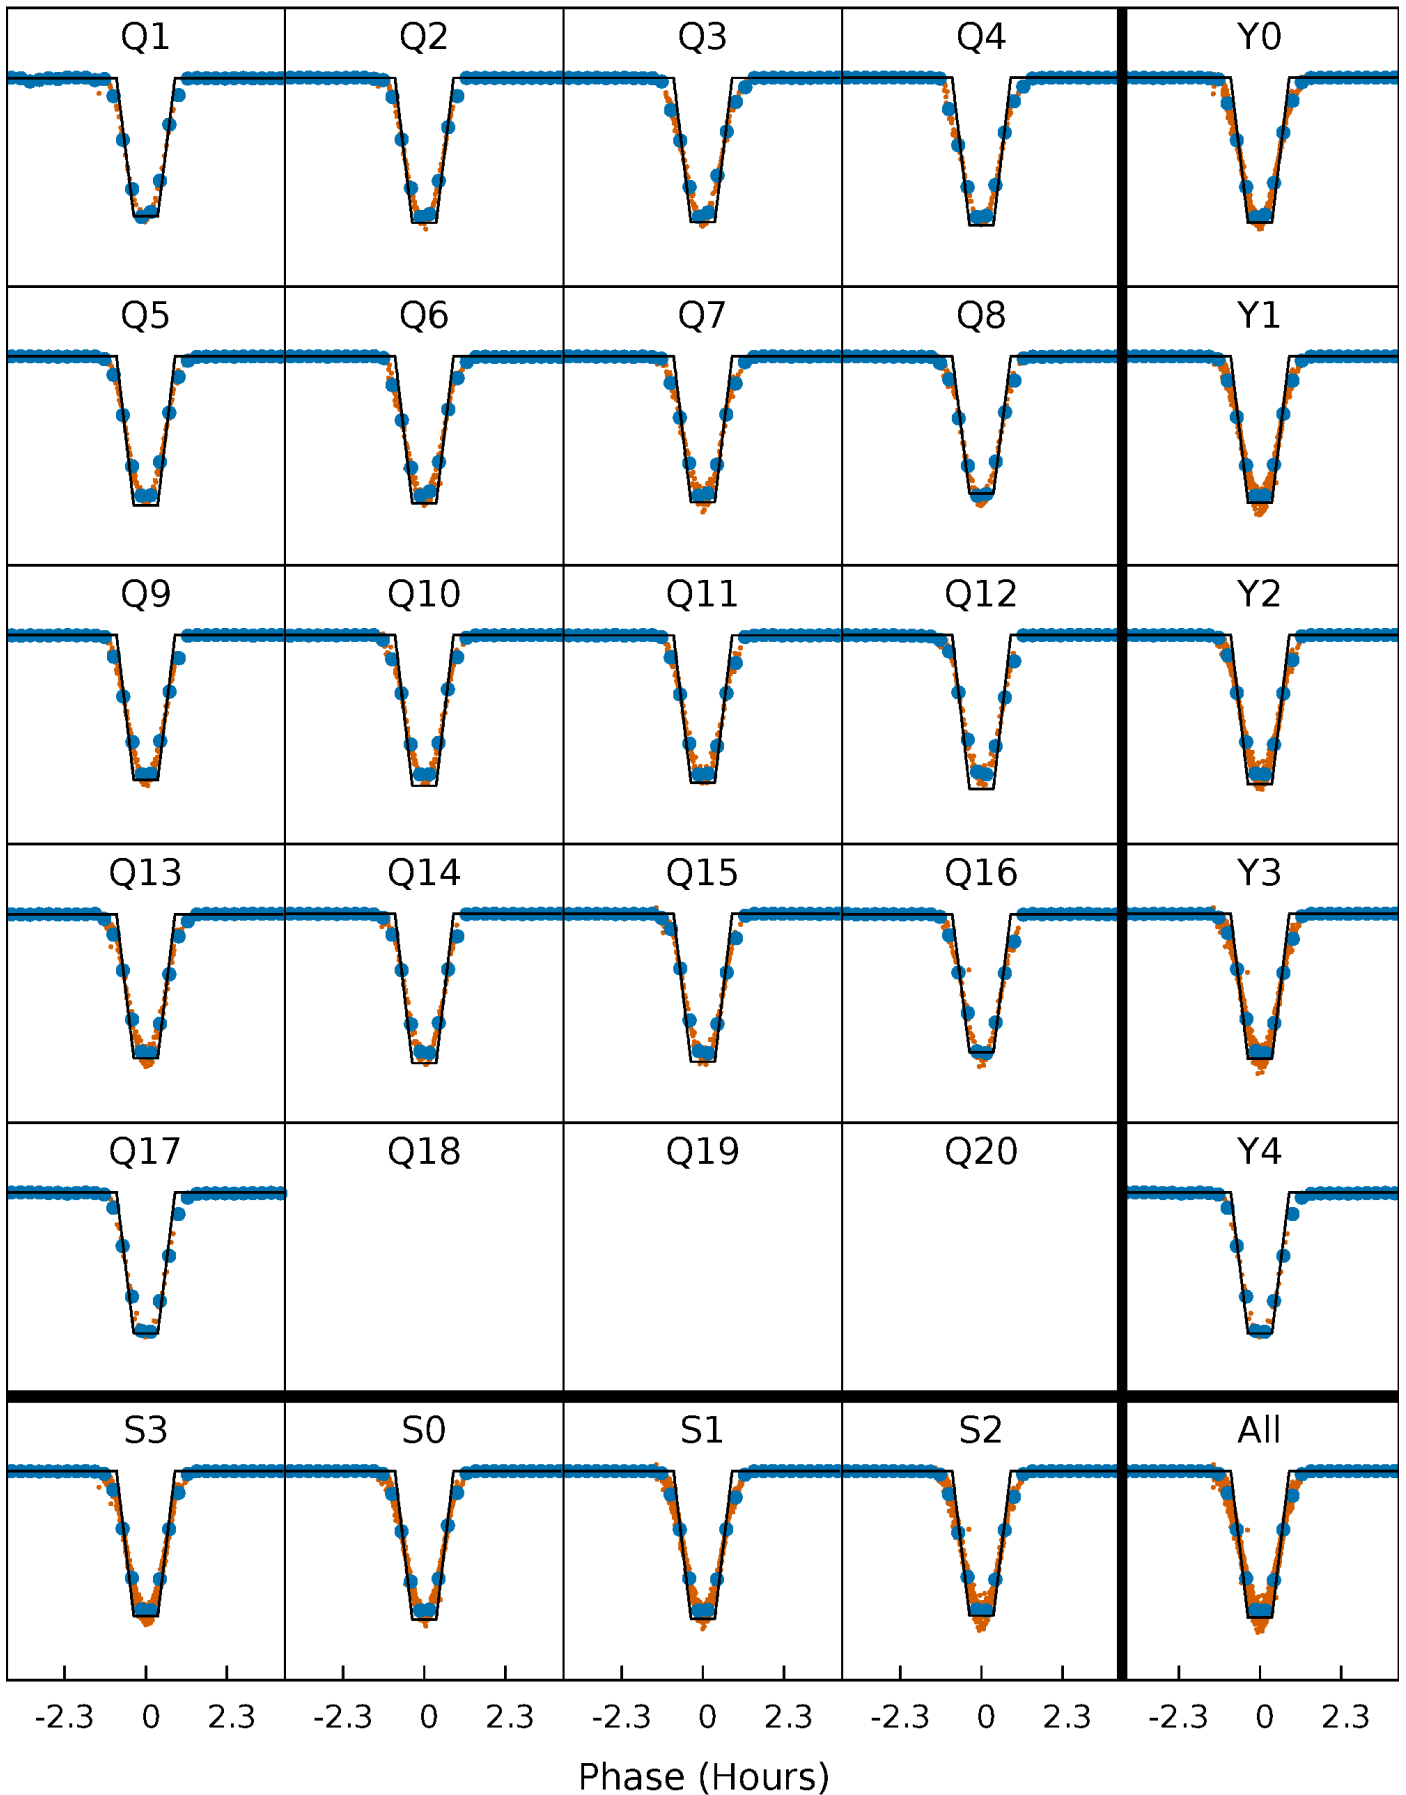 Q1 Q2 Q3 Q4 Y0
Q5 Q6 Q7 Q8 Y1
Q9 Q10 Q11 Q12 Y2
Q13 Q14 Q15 Q16 Y3
Q17 Q18 Q19 Q20 Y4
S3 S0 S1 S2 All
-2.3 0 2.3 -2.3 0 2.3 -2.3 0 2.3 -2.3 0 2.3 -2.3 0 2.3
Phase (Hours)